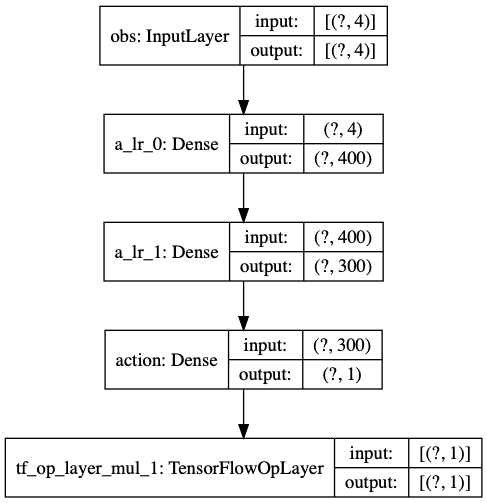 obs: InputLayer
input: [(?, 4)]
output: [(?, 4)]
a_lr_0: Dense
input: (?, 4)
output: (?, 400)
a_lr_1: Dense
input: (?, 400)
output: (?, 300)
action: Dense
input: (?, 300)
output: (?, 1)
tf_op_layer_mul_1: TensorFlowOpLayer
input: [(?, 1)]
output: [(?, 1)]